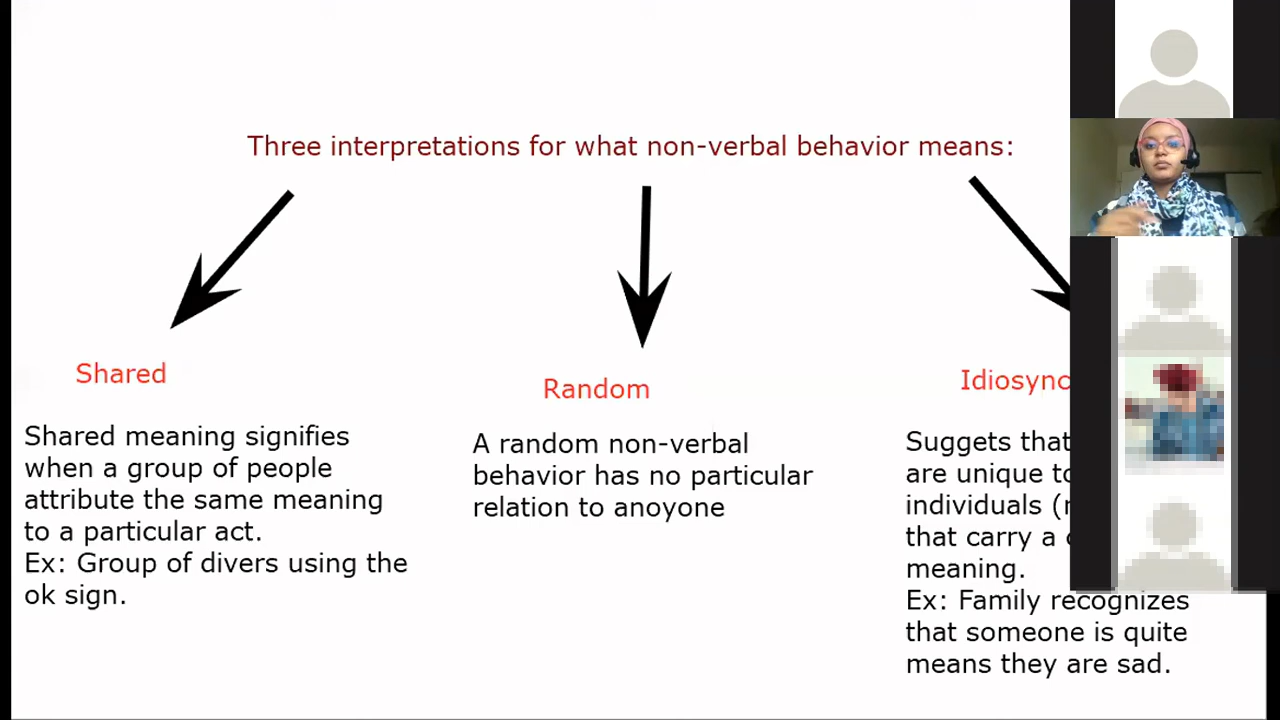 Three interpretations for what non-verbal behavior means:
Shared
Shared meaning signifies
when a group of people
attribute the same meaning
to a particular act.
Ex: Group of divers using the
ok sign.
Random
A random non-verbal
behavior has no particular
relation to anoyone
Suggests that
are unique
individuals
that carry a
meaning.
Ex: Family recognizes
that someone is quite
means they are sad.